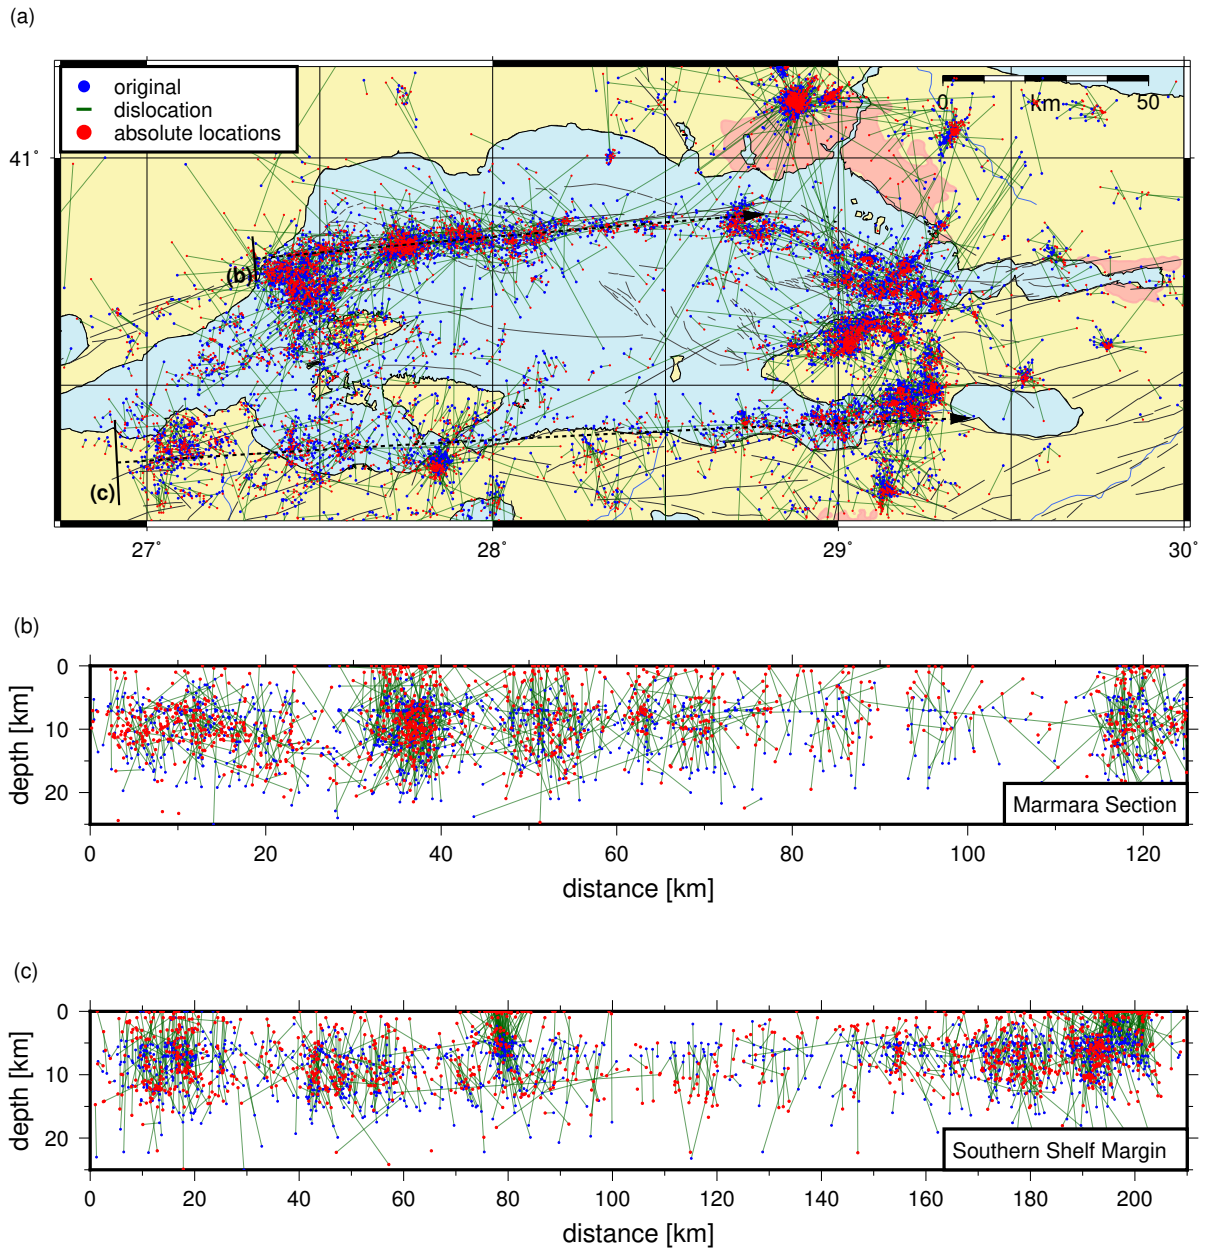 (a)
original
dislocation
absolute locations
0 km 50
41°
(b)
(c)
27° 28° 29° 30°
(b)
0
10
20
depth [km]
Marmara Section
0 20 40 60 80 100 120
distance [km]
(c)
0
10
20
depth [km]
Southern Shelf Margin
0 20 40 60 80 100 120 140 160 180 200
distance [km]